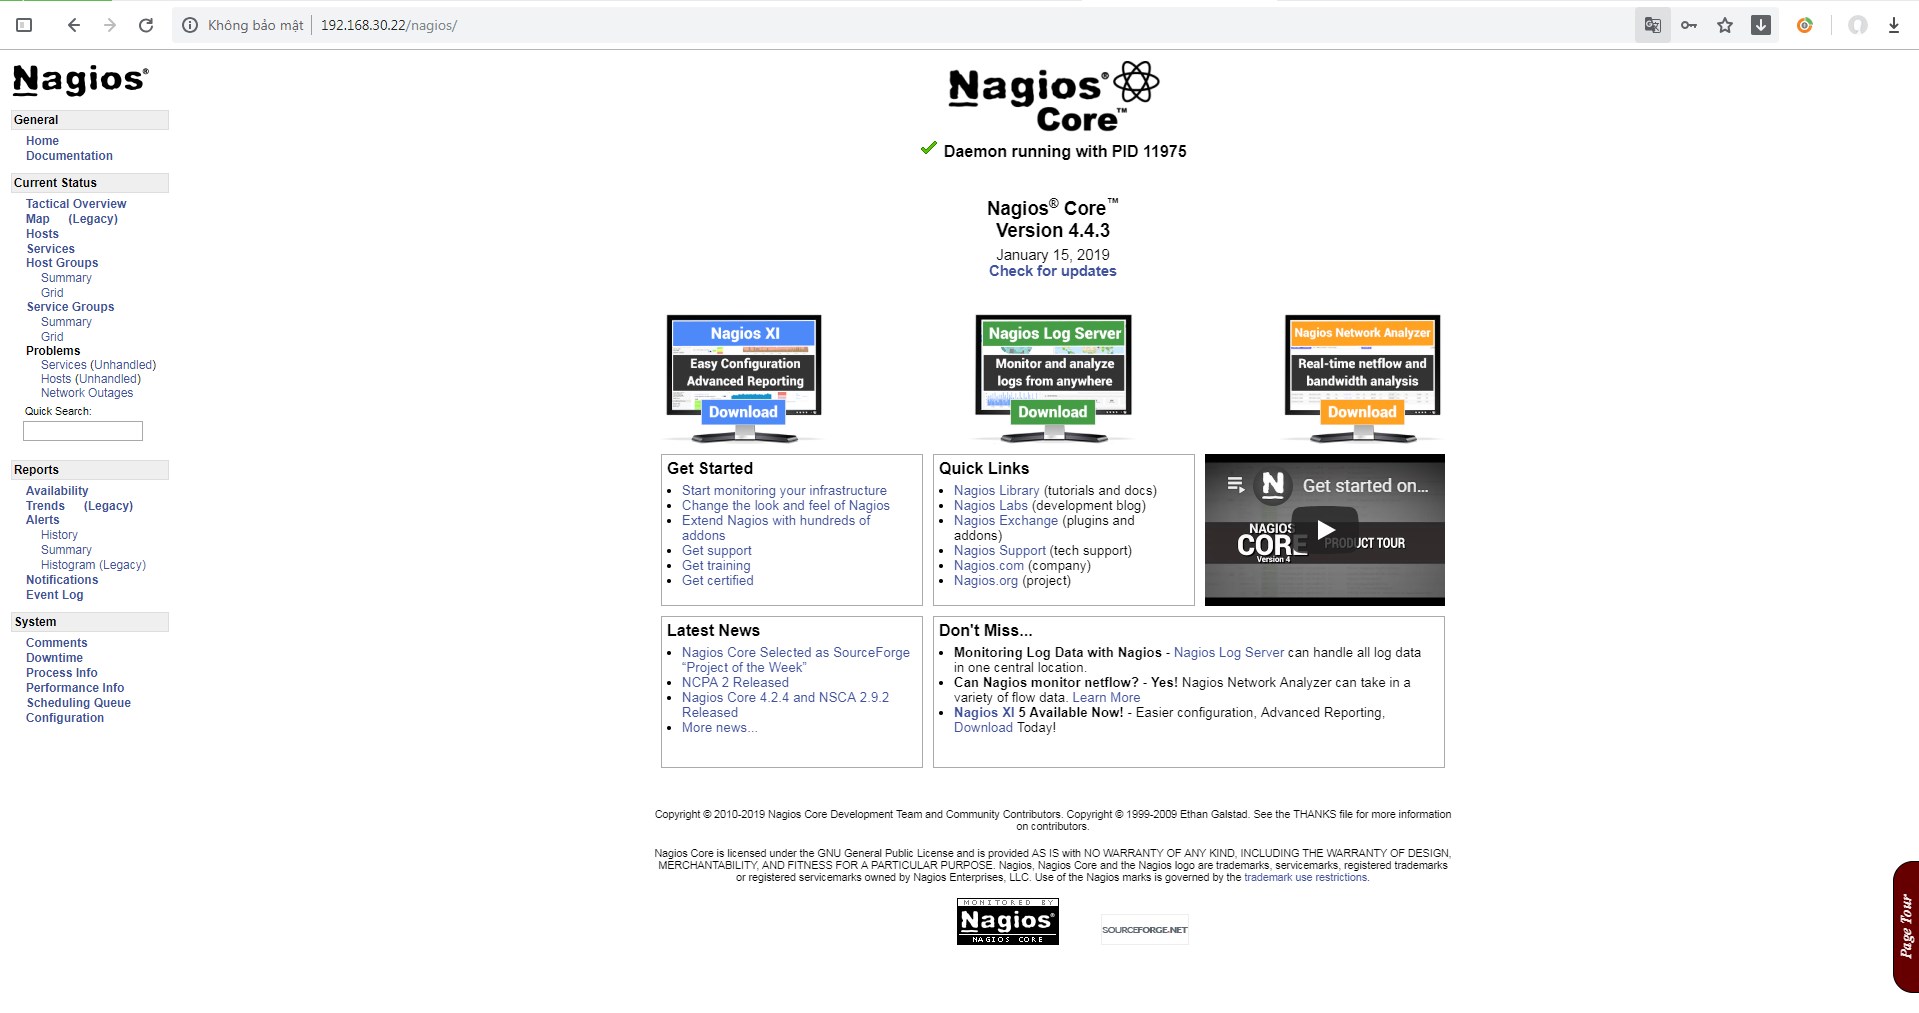 Không bảo mật
192.168.30.22/nagios/
Nagios®
General
Home
Documentation
Current Status
Tactical Overview
Map (Legacy)
Hosts
Services
Host Groups
Summary
Grid
Service Groups
Summary
Grid
Problems
Services (Unhandled)
Hosts (Unhandled)
Network Outages
Quick Search:
Reports
Availability
Trends (Legacy)
Alerts
History
Summary
Histogram (Legacy)
Notifications
Event Log
System
Comments
Downtime
Process Info
Performance Info
Scheduling Queue
Configuration
Nagios®
Core™
Daemon running with PID 11975
Nagios® Core™
Version 4.4.3
January 15, 2019
Check for updates
Nagios XI
Easy Configuration
Advanced Reporting
Download
Nagios Log Server
Monitor and analyze
logs from anywhere
Download
Nagios Network Analyzer
Real-time netflow and
bandwidth analysis
Download
Get Started
Start monitoring your infrastructure
Change the look and feel of Nagios
Extend Nagios with hundreds of
addons
Get support
Get training
Get certified
Quick Links
Nagios Library (tutorials and docs)
Nagios Labs (development blog)
Nagios Exchange (plugins and
addons)
Nagios Support (tech support)
Nagios.com (company)
Nagios.org (project)
N Get started on...
NAGIOS
CORE PRODUCT TOUR
Version 4
Latest News
Nagios Core Selected as SourceForge
“Project of the Week”
NCPA 2 Released
Nagios Core 4.2.4 and NSCA 2.9.2
Released
More news...
Don't Miss...
Monitoring Log Data with Nagios - Nagios Log Server can handle all log data
in one central location.
Can Nagios monitor netflow? - Yes! Nagios Network Analyzer can take in a
variety of flow data. Learn More
Nagios XI 5 Available Now! - Easier configuration, Advanced Reporting,
Download Today!
Copyright © 2010-2019 Nagios Core Development Team and Community Contributors. Copyright © 1999-2009 Ethan Galstad. See the THANKS file for more information
on contributors.
Nagios Core is licensed under the GNU General Public License and is provided AS IS with NO WARRANTY OF ANY KIND, INCLUDING THE WARRANTY OF DESIGN,
MERCHANTABILITY, AND FITNESS FOR A PARTICULAR PURPOSE. Nagios, Nagios Core and the Nagios logo are trademarks, servicemarks, registered trademarks
or registered servicemarks owned by Nagios Enterprises, LLC. Use of the Nagios marks is governed by the trademark use restrictions.
MONITORED BY
Nagios®
NAGIOS CORE
SOURCEFORGE.NET
Page Tour